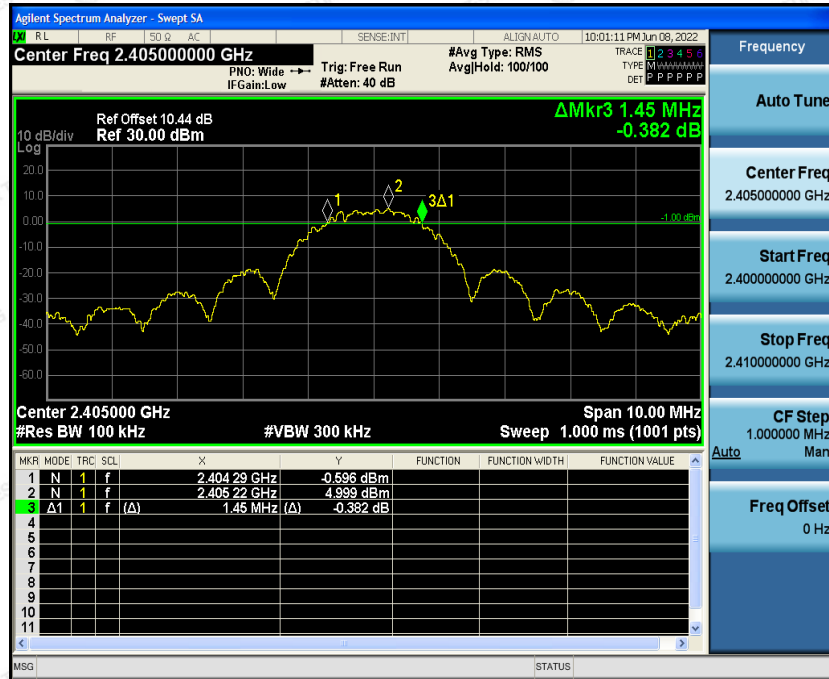 Agilent Spectrum Analyzer - Swept SA
LXI RL RF 50 Ω AC SENSE:INT ALIGN AUTO 10:01:11 PM Jun 08, 2022
Center Freq 2.405000000 GHz #Avg Type: RMS TRACE 1 2 3 4 5 6
PNO: Wide Trig: Free Run Avg|Hold: 100/100 TYPE M
IFGain:Low #Atten: 40 dB DET P P P P P P
Ref Offset 10.44 dB ΔMkr3 1.45 MHz
10 dB/div Ref 30.00 dBm -0.382 dB
Log
20.0
10.0
0.00
-10.0
-20.0
-30.0
-40.0
-50.0
-60.0
1
2
3Δ1
-1.00 dBm
Center 2.405000 GHz Span 10.00 MHz
#Res BW 100 kHz #VBW 300 kHz Sweep 1.000 ms (1001 pts)
MKR MODE TRC SCL X Y FUNCTION FUNCTION WIDTH FUNCTION VALUE
1 N 1 f 2.404 29 GHz -0.596 dBm
2 N 1 f 2.405 22 GHz 4.999 dBm
3 Δ1 1 f (Δ) 1.45 MHz (Δ) -0.382 dB
4
5
6
7
8
9
10
11
MSG STATUS
Frequency
Auto Tune
Center Freq
2.405000000 GHz
Start Freq
2.400000000 GHz
Stop Freq
2.410000000 GHz
CF Step
1.000000 MHz
Auto Man
Freq Offset
0 Hz